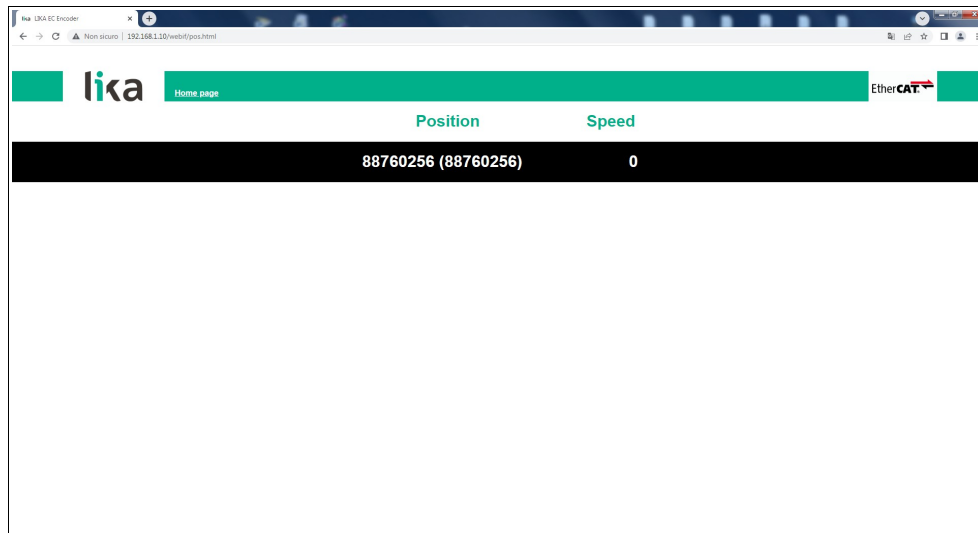 lika LIKA EC Encoder
Non sicuro 192.168.1.10/webif/pos.html
lika
Home page
EtherCAT
Position Speed
88760256 (88760256) 0